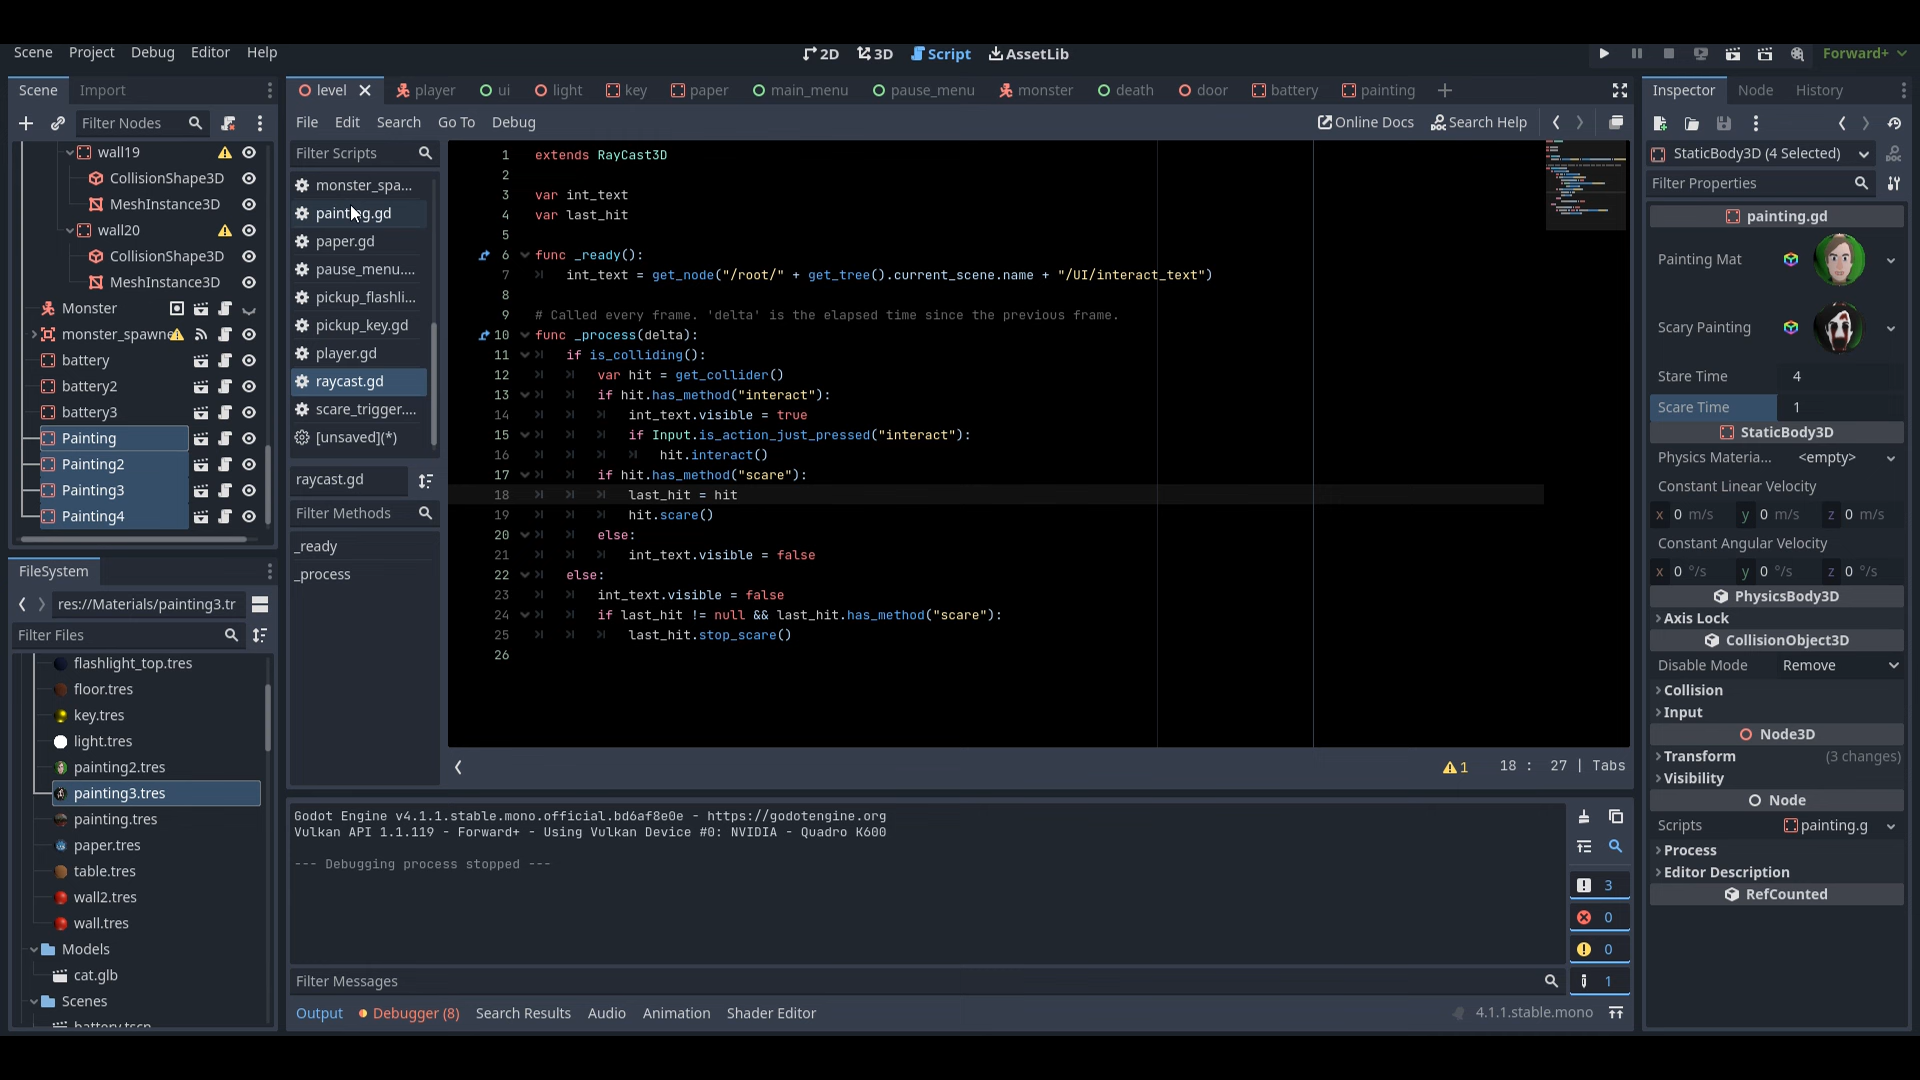 Scene Project Debug Editor Help
2D 3D Script AssetLib
Forward+
Scene Import
Filter Nodes
wall19
CollisionShape3D
MeshInstance3D
wall20
CollisionShape3D
MeshInstance3D
Monster
monster_spawne
battery
battery2
battery3
Painting
Painting2
Painting3
Painting4
FileSystem
res://Materials/painting3.tr
Filter Files
flashlight_top.tres
floor.tres
key.tres
light.tres
painting2.tres
painting3.tres
painting.tres
paper.tres
table.tres
wall2.tres
wall.tres
Models
cat.glb
Scenes
battery.tscn
level player ui light key paper main_menu pause_menu monster death door battery painting
File Edit Search Go To Debug
Online Docs Search Help
Filter Scripts
monster_spa...
painting.gd
paper.gd
pause_menu....
pickup_flashli...
pickup_key.gd
player.gd
raycast.gd
scare_trigger....
[unsaved](*)
raycast.gd
Filter Methods
_ready
_process
1 extends RayCast3D
2
3 var int_text
4 var last_hit
5
6 func _ready():
7 int_text = get_node("/root/" + get_tree().current_scene.name + "/UI/interact_text")
8
9 # Called every frame. 'delta' is the elapsed time since the previous frame.
10 func _process(delta):
11 if is_colliding():
12 var hit = get_collider()
13 if hit.has_method("interact"):
14 int_text.visible = true
15 if Input.is_action_just_pressed("interact"):
16 hit.interact()
17 if hit.has_method("scare"):
18 last_hit = hit
19 hit.scare()
20 else:
21 int_text.visible = false
22 else:
23 int_text.visible = false
24 if last_hit != null && last_hit.has_method("scare"):
25 last_hit.stop_scare()
26
1 18 : 27 | Tabs
Godot Engine v4.1.1.stable.mono.official.bd6af8e0e - https://godotengine.org
Vulkan API 1.1.119 - Forward+ - Using Vulkan Device #0: NVIDIA - Quadro K600
--- Debugging process stopped ---
3
0
0
1
Filter Messages
Output Debugger (8) Search Results Audio Animation Shader Editor
4.1.1.stable.mono
Inspector Node History
StaticBody3D (4 Selected)
Filter Properties
painting.gd
Painting Mat
Scary Painting
Stare Time 4
Scare Time 1
StaticBody3D
Physics Materia... <empty>
Constant Linear Velocity
x 0 m/s y 0 m/s z 0 m/s
Constant Angular Velocity
x 0 °/s y 0 °/s z 0 °/s
PhysicsBody3D
Axis Lock
CollisionObject3D
Disable Mode Remove
Collision
Input
Node3D
Transform (3 changes)
Visibility
Node
Scripts painting.g
Process
Editor Description
RefCounted